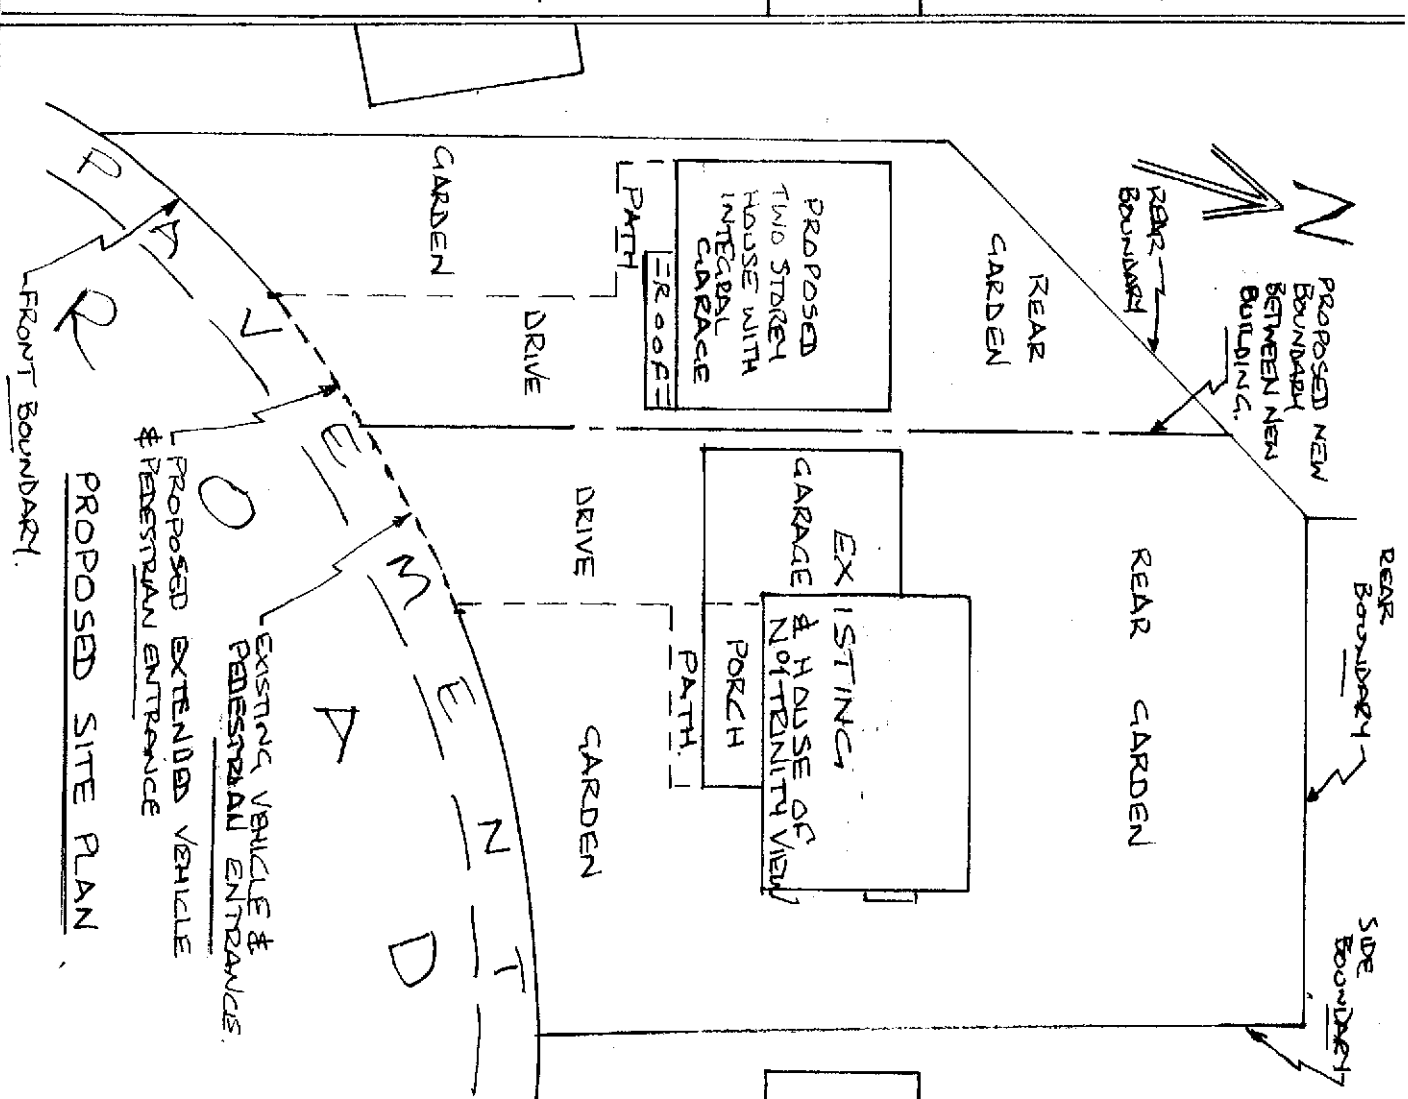 REAR
BOUNDARY
SIDE
BOUNDARY
N
PROPOSED NEW
BOUNDARY
BETWEEN NEW
BUILDING.
REAR
BOUNDARY
REAR
GARDEN
REAR GARDEN
PROPOSED
TWO STOREY
HOUSE WITH
INTEGRAL
GARAGE
ROOF
PATH
EXISTING
GARAGE & HOUSE OF
No1 TRINITY VIEW
PORCH
PATH
GARDEN
DRIVE
DRIVE
GARDEN
PAVEMENT
ROAD
EXISTING VEHICLE &
PEDESTRIAN ENTRANCE
PROPOSED EXTENDED VEHICLE
& PEDESTRIAN ENTRANCE
PROPOSED SITE PLAN
FRONT BOUNDARY.